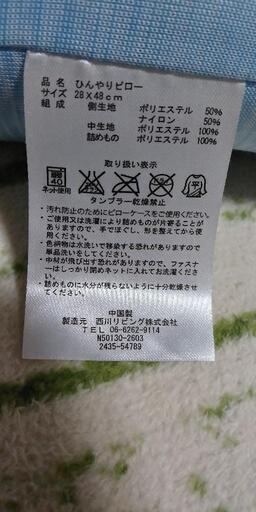 品名 ひんやりピロー
サイズ 28×48cm
組成 側生地 ポリエステル 50%
ナイロン 50%
中生地 ポリエステル 100%
詰めもの ポリエステル 100%
取り扱い表示
ネット使用
タンブラー乾燥禁止
・汚れ防止のためにピローケースをご使用ください。
・ご使用又は洗濯により詰めものが片寄ることがありますので、手でほぐし、形を整えてから使用ください。
・色柄物は水洗いで移染する恐れがありますので単品洗いをしてください。
・中材が飛び出す恐れがありますので、ファスナーはしっかり閉めネットに入れてお洗濯ください。
・詰めものに水分が残らないように十分乾燥させてください。
中国製
製造元 西川リビング株式会社
TEL 06-6262-9114
N50130-2603
2435-54789